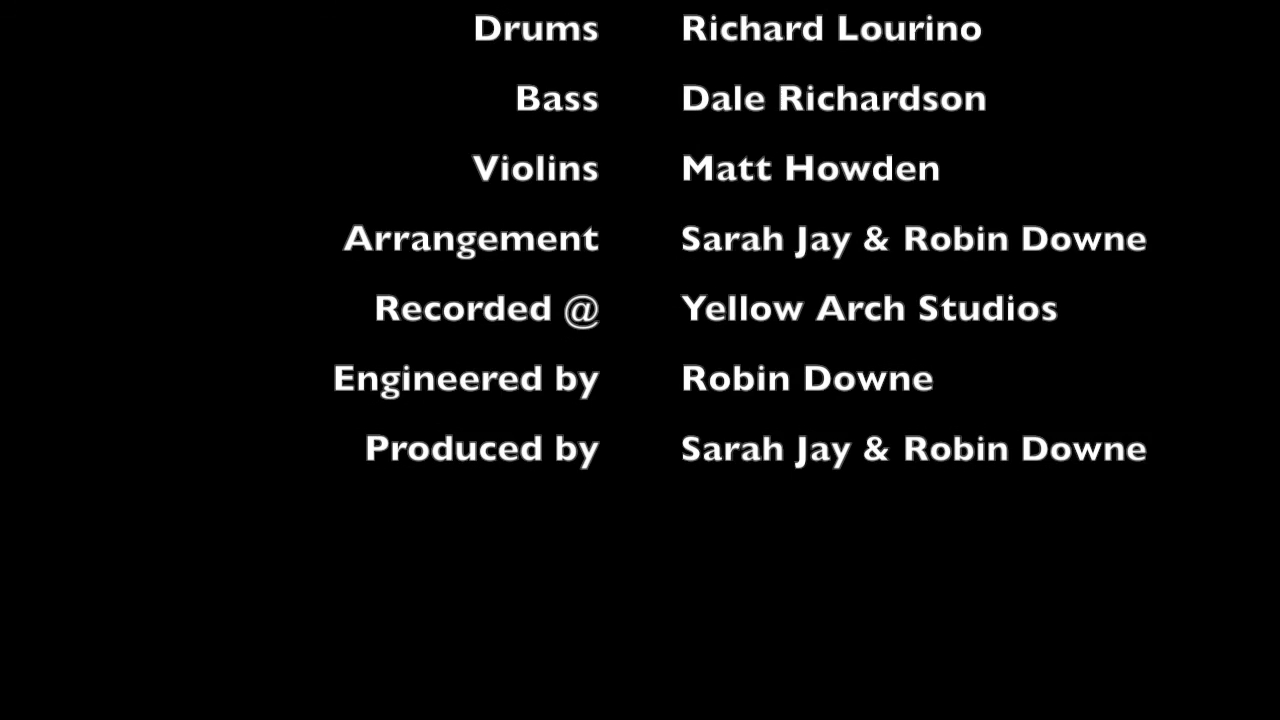 Drums Richard Lourino
Bass Dale Richardson
Violins Matt Howden
Arrangement Sarah Jay & Robin Downe
Recorded @ Yellow Arch Studios
Engineered by Robin Downe
Produced by Sarah Jay & Robin Downe